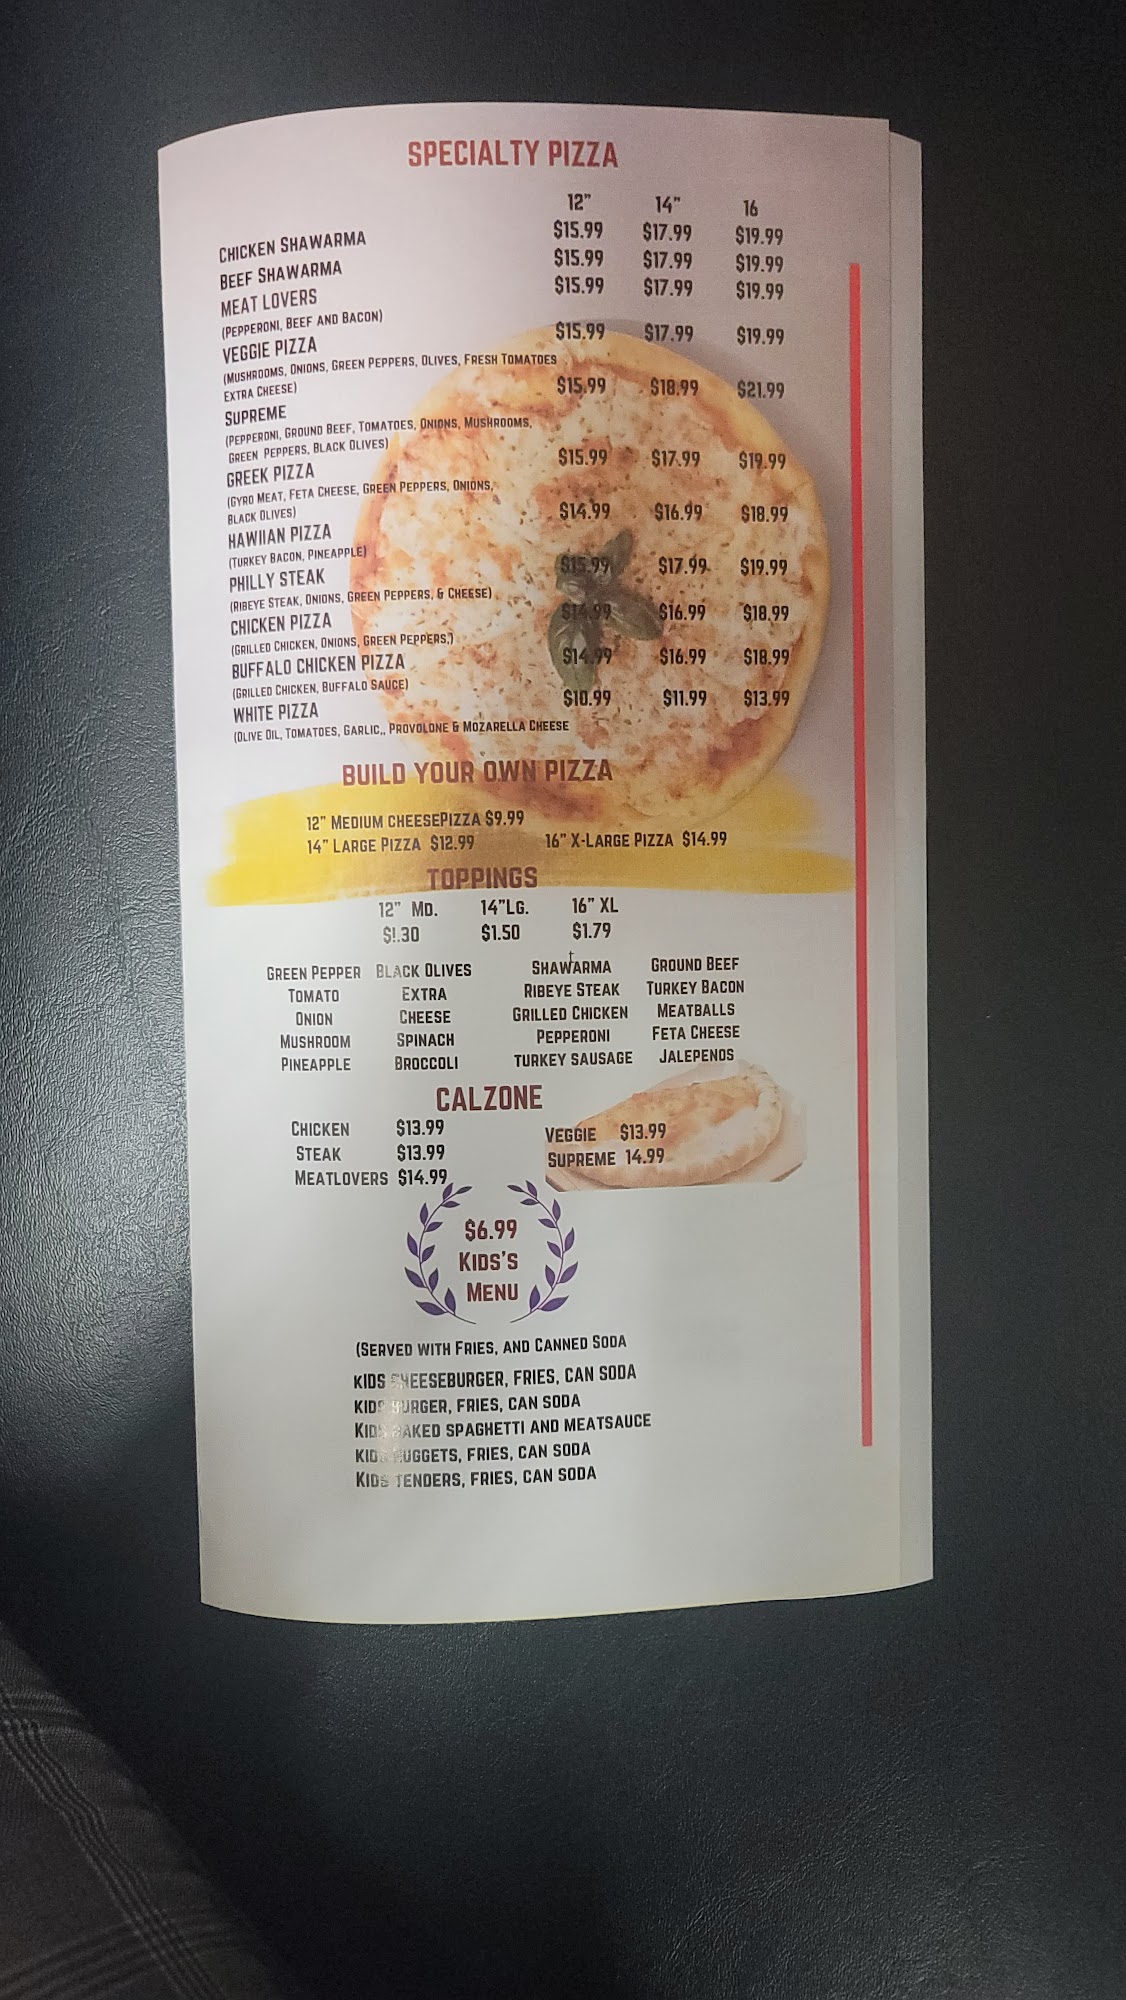 SPECIALTY PIZZA
12" 14" 16
CHICKEN SHAWARMA $15.99 $17.99 $19.99
BEEF SHAWARMA $15.99 $17.99 $19.99
MEAT LOVERS $15.99 $17.99 $19.99
(PEPPERONI, BEEF AND BACON)
VEGGIE PIZZA $15.99 $17.99 $19.99
(MUSHROOMS, ONIONS, GREEN PEPPERS, OLIVES, FRESH TOMATOES
EXTRA CHEESE)
SUPREME $15.99 $18.99 $21.99
(PEPPERONI, GROUND BEEF, TOMATOES, ONIONS, MUSHROOMS,
GREEN PEPPERS, BLACK OLIVES)
GREEK PIZZA $15.99 $17.99 $19.99
(GYRO MEAT, FETA CHEESE, GREEN PEPPERS, ONIONS,
BLACK OLIVES)
HAWIIAN PIZZA $14.99 $16.99 $18.99
(TURKEY BACON, PINEAPPLE)
PHILLY STEAK $15.99 $17.99 $19.99
(RIBEYE STEAK, ONIONS, GREEN PEPPERS, & CHEESE)
CHICKEN PIZZA $14.99 $16.99 $18.99
(GRILLED CHICKEN, ONIONS, GREEN PEPPERS,)
BUFFALO CHICKEN PIZZA $14.99 $16.99 $18.99
(GRILLED CHICKEN, BUFFALO SAUCE)
WHITE PIZZA $10.99 $11.99 $13.99
(OLIVE OIL, TOMATOES, GARLIC,, PROVOLONE & MOZARELLA CHEESE
BUILD YOUR OWN PIZZA
12" MEDIUM CHEESEPIZZA $9.99
14" LARGE PIZZA $12.99 16" X-LARGE PIZZA $14.99
TOPPINGS
12" MD. 14"LG. 16" XL
$!.30 $1.50 $1.79
GREEN PEPPER BLACK OLIVES SHAWARMA GROUND BEEF
TOMATO EXTRA RIBEYE STEAK TURKEY BACON
ONION CHEESE GRILLED CHICKEN MEATBALLS
MUSHROOM SPINACH PEPPERONI FETA CHEESE
PINEAPPLE BROCCOLI TURKEY SAUSAGE JALEPENOS
CALZONE
CHICKEN $13.99 VEGGIE $13.99
STEAK $13.99 SUPREME 14.99
MEATLOVERS $14.99
$6.99
KIDS'S
MENU
(SERVED WITH FRIES, AND CANNED SODA
KIDS CHEESEBURGER, FRIES, CAN SODA
KIDS BURGER, FRIES, CAN SODA
KIDS BAKED SPAGHETTI AND MEATSAUCE
KIDS NUGGETS, FRIES, CAN SODA
KIDS TENDERS, FRIES, CAN SODA